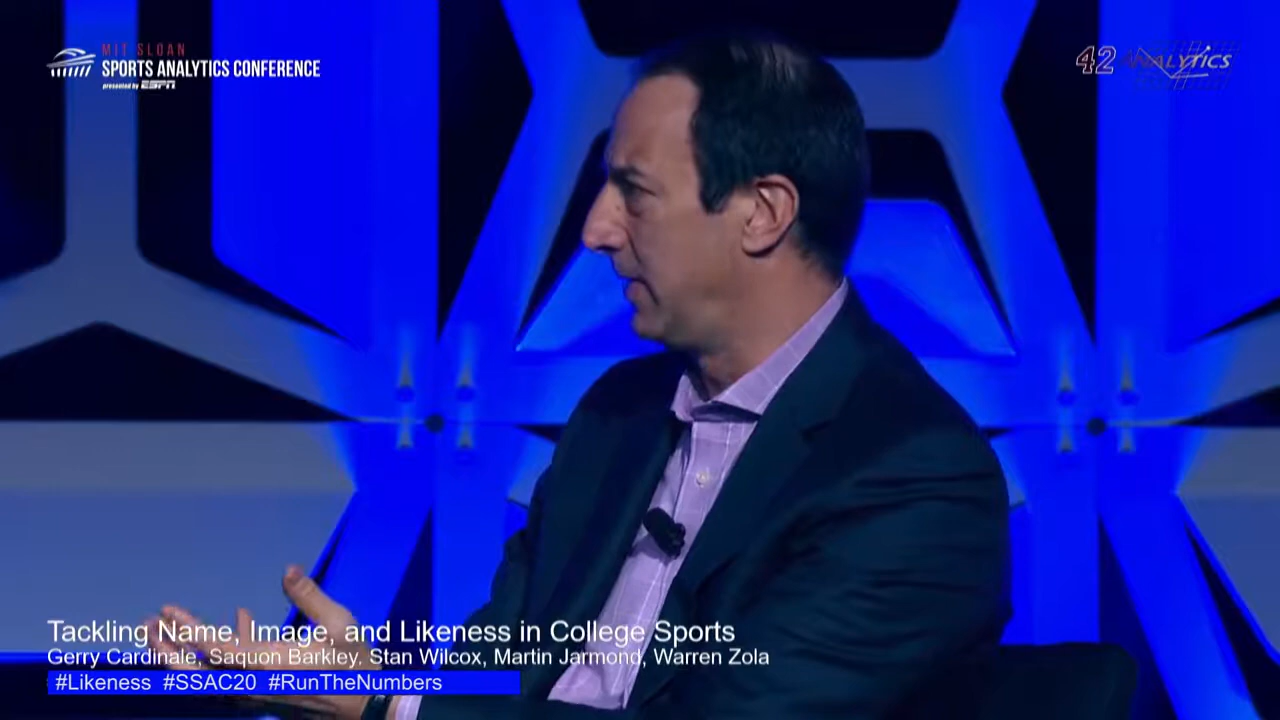 MIT SLOAN
SPORTS ANALYTICS CONFERENCE
presented by ESPN
42 ANALYTICS
Tackling Name, Image, and Likeness in College Sports
Gerry Cardinale, Saquon Barkley. Stan Wilcox, Martin Jarmond, Warren Zola
#Likeness #SSAC20 #RunTheNumbers